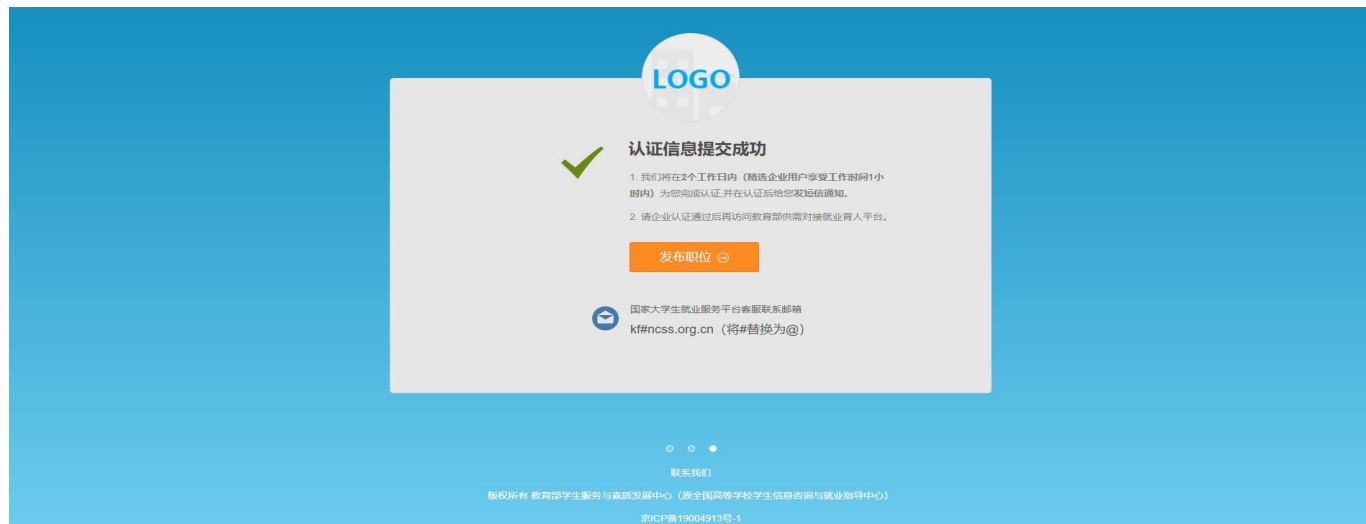 LOGO
认证信息提交成功
1. 我们将在2个工作日内（精选企业用户享受工作时间1小
时内）为您完成认证,并在认证后给您发短信通知。
2. 请企业认证通过后再访问教育部供需对接就业育人平台。
发布职位
国家大学生就业服务平台客服联系邮箱
kf#ncss.org.cn（将#替换为@）
联系我们
版权所有 教育部学生服务与素质发展中心（原全国高等学校学生信息咨询与就业指导中心）
京ICP备19004913号-1